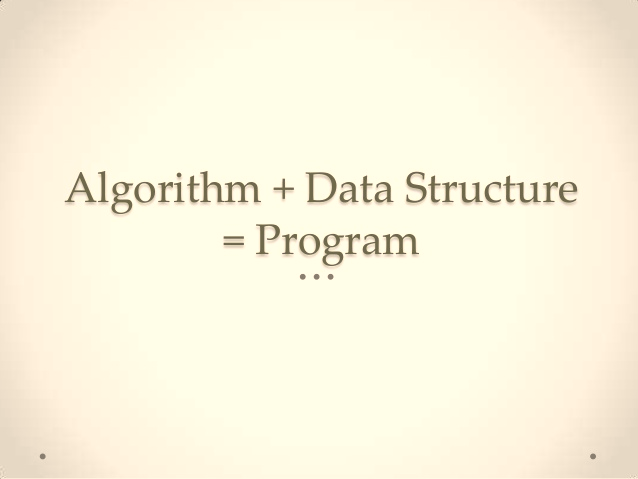 Algorithm + Data Structure
= Program